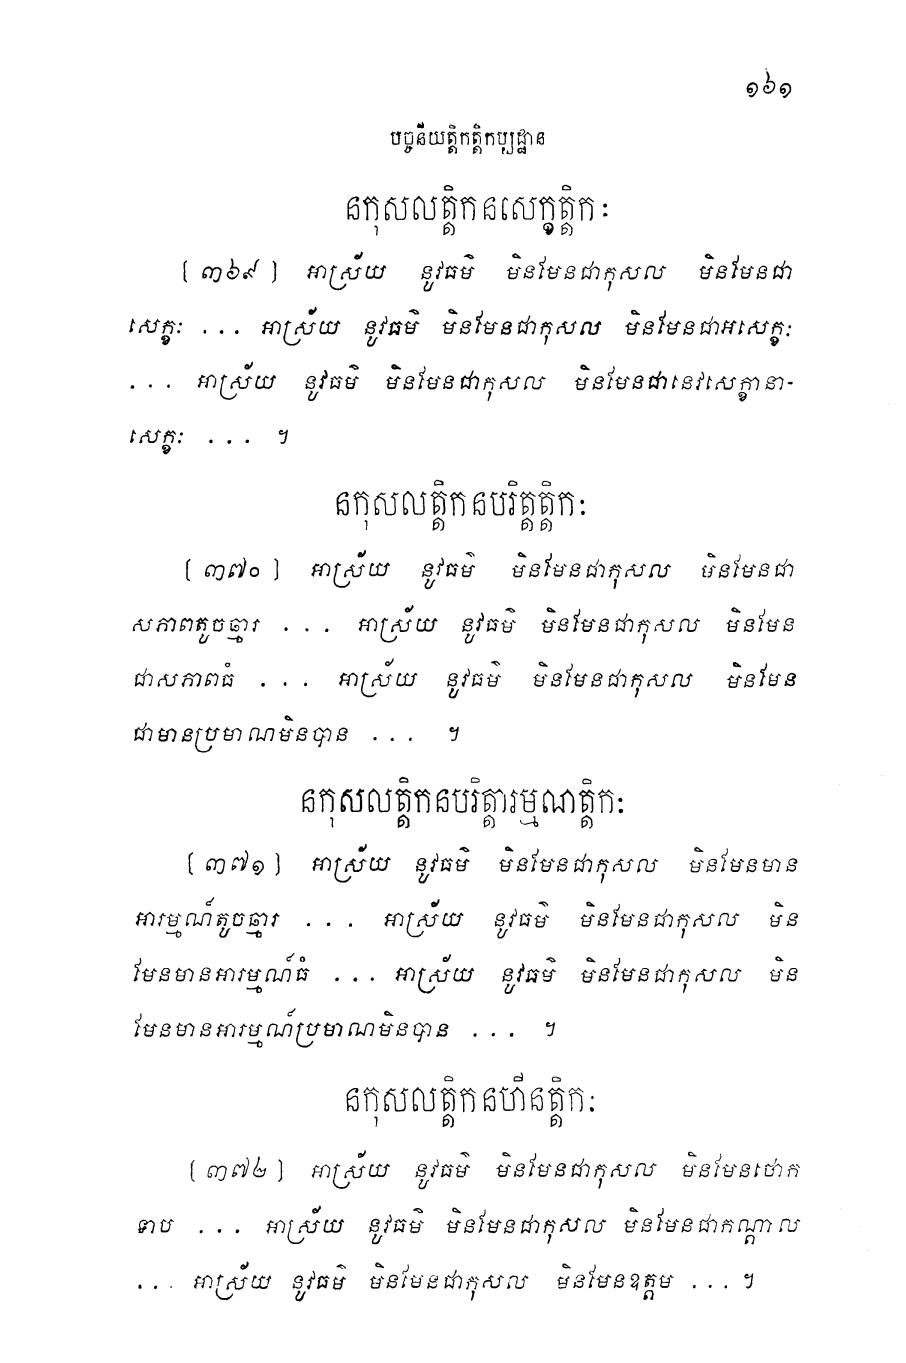 ១៦១
បច្ចនីយត្តិកត្តិកប្បដ្ឋាន
នកុសលត្តិកនសេក្ខត្តិកៈ
[ ៣៦៩ ] អាស្រ័យ នូវធម៌ មិនមែនជាកុសល មិនមែនជា
សេក្ខៈ ... អាស្រ័យ នូវធម៌ មិនមែនជាកុសល មិនមែនជាអសេក្ខៈ
... អាស្រ័យ នូវធម៌ មិនមែនជាកុសល មិនមែនជានេវសេក្ខានា-
សេក្ខៈ ... ។
នកុសលត្តិកនបរិត្តត្តិកៈ
[ ៣៧០ ] អាស្រ័យ នូវធម៌ មិនមែនជាកុសល មិនមែនជា
សភាពតូចឆ្មារ ... អាស្រ័យ នូវធម៌ មិនមែនជាកុសល មិនមែន
ជាសភាពធំ ... អាស្រ័យ នូវធម៌ មិនមែនជាកុសល មិនមែន
ជាមានប្រមាណមិនបាន ... ។
នកុសលត្តិកនបរិត្តារម្មណត្តិកៈ
[ ៣៧១ ] អាស្រ័យ នូវធម៌ មិនមែនជាកុសល មិនមែនមាន
អារម្មណ៍តូចឆ្មារ ... អាស្រ័យ នូវធម៌ មិនមែនជាកុសល មិន
មែនមានអារម្មណ៍ធំ ... អាស្រ័យ នូវធម៌ មិនមែនជាកុសល មិន
មែនមានអារម្មណ៍ប្រមាណមិនបាន ... ។
នកុសលត្តិកនហីនត្តិកៈ
[ ៣៧២ ] អាស្រ័យ នូវធម៌ មិនមែនជាកុសល មិនមែនថោក
ទាប ... អាស្រ័យ នូវធម៌ មិនមែនជាកុសល មិនមែនជាកណ្តាល
... អាស្រ័យ នូវធម៌ មិនមែនជាកុសល មិនមែនឧត្តម ... ។